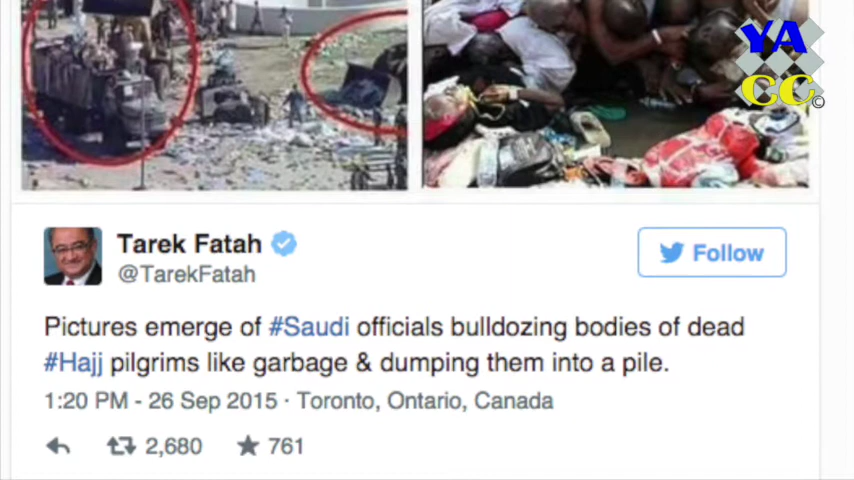 YA
CC©
Tarek Fatah
@TarekFatah
Follow
Pictures emerge of #Saudi officials bulldozing bodies of dead
#Hajj pilgrims like garbage & dumping them into a pile.
1:20 PM - 26 Sep 2015 · Toronto, Ontario, Canada
2,680 761